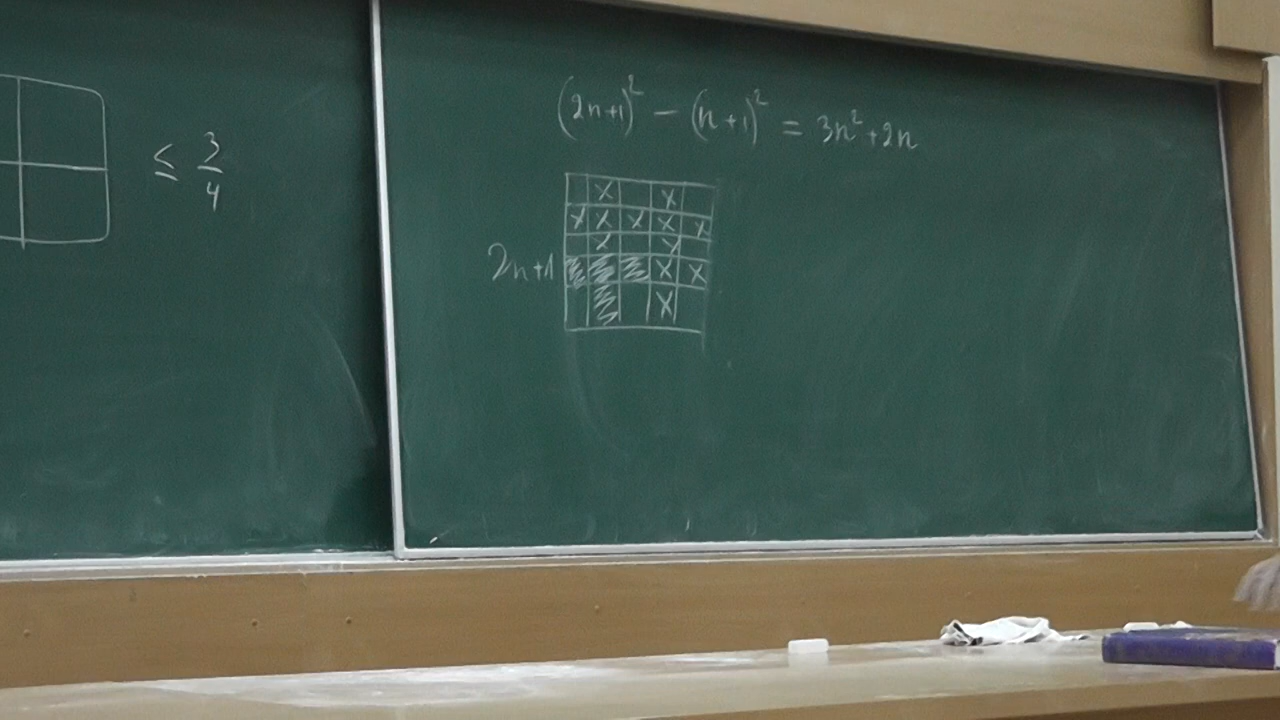 ≤ 3/4
(2n+1)² − (n+1)² = 3n² + 2n
X X
X X X X X
X X
2n+1 X X
X